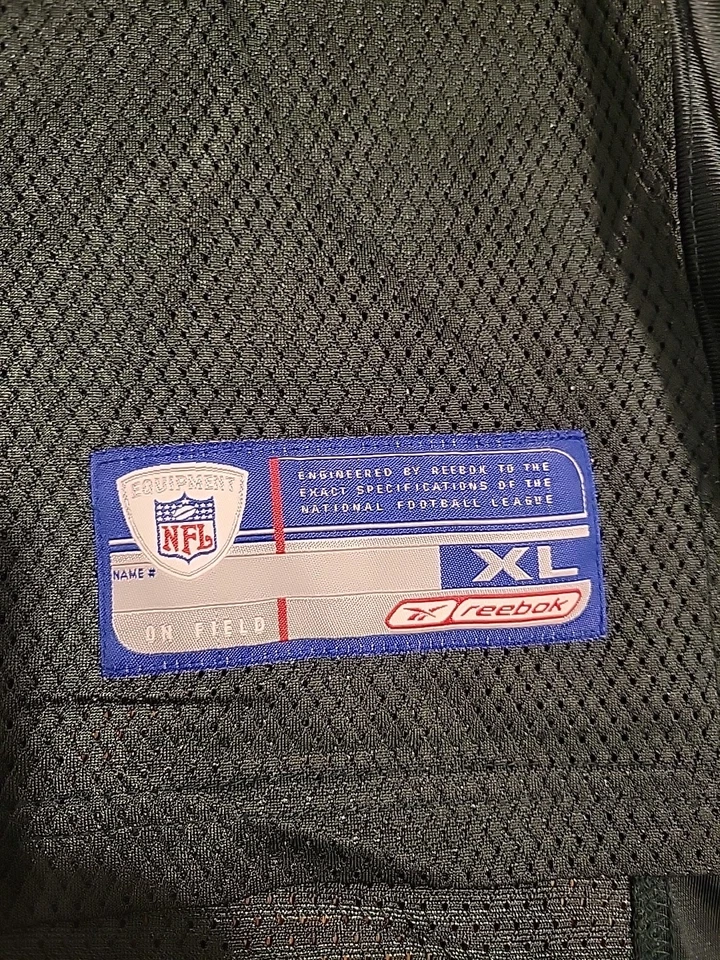 EQUIPMENT
NFL
ENGINEERED BY REEBOK TO THE
EXACT SPECIFICATIONS OF THE
NATIONAL FOOTBALL LEAGUE
NAME #
XL
ON FIELD
reebok